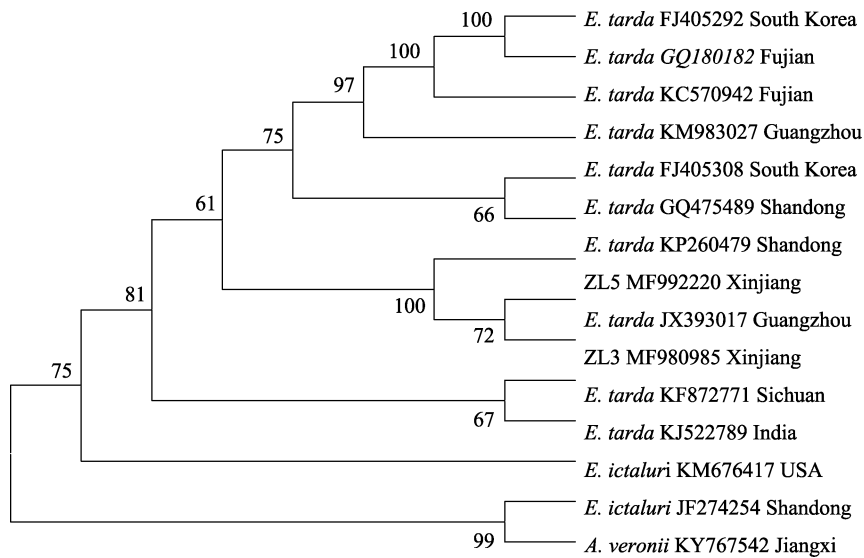 100
E. tarda FJ405292 South Korea
E. tarda GQ180182 Fujian
100
E. tarda KC570942 Fujian
97
E. tarda KM983027 Guangzhou
75
E. tarda FJ405308 South Korea
61
E. tarda GQ475489 Shandong
66
E. tarda KP260479 Shandong
81
ZL5 MF992220 Xinjiang
100
E. tarda JX393017 Guangzhou
72
ZL3 MF980985 Xinjiang
75
E. tarda KF872771 Sichuan
67
E. tarda KJ522789 India
E. ictaluri KM676417 USA
E. ictaluri JF274254 Shandong
99
A. veronii KY767542 Jiangxi